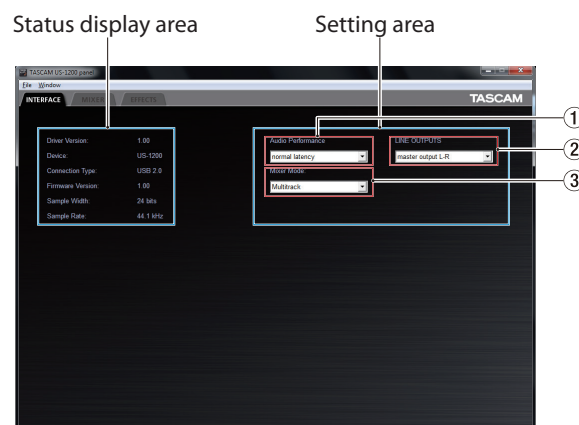 Status display area
Setting area
TASCAM US-1200 panel
File Window
INTERFACE MIXER EFFECTS
TASCAM
Driver Version: 1.00
Device: US-1200
Connection Type: USB 2.0
Firmware Version: 1.00
Sample Width: 24 bits
Sample Rate: 44.1 kHz
Audio Performance
normal latency
LINE OUTPUTS
master output L-R
Mixer Mode:
Multitrack
1
2
3